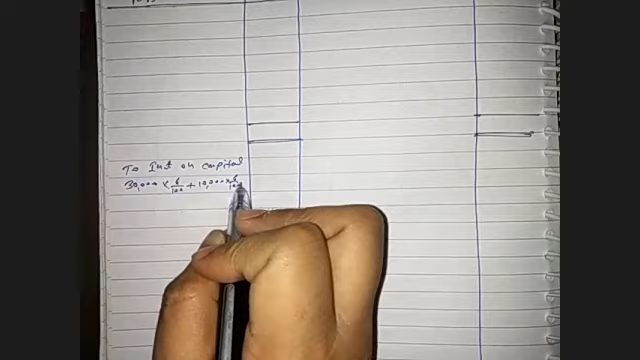 To Int on capital
30,000 × 6/100 + 10,000 × 6/100